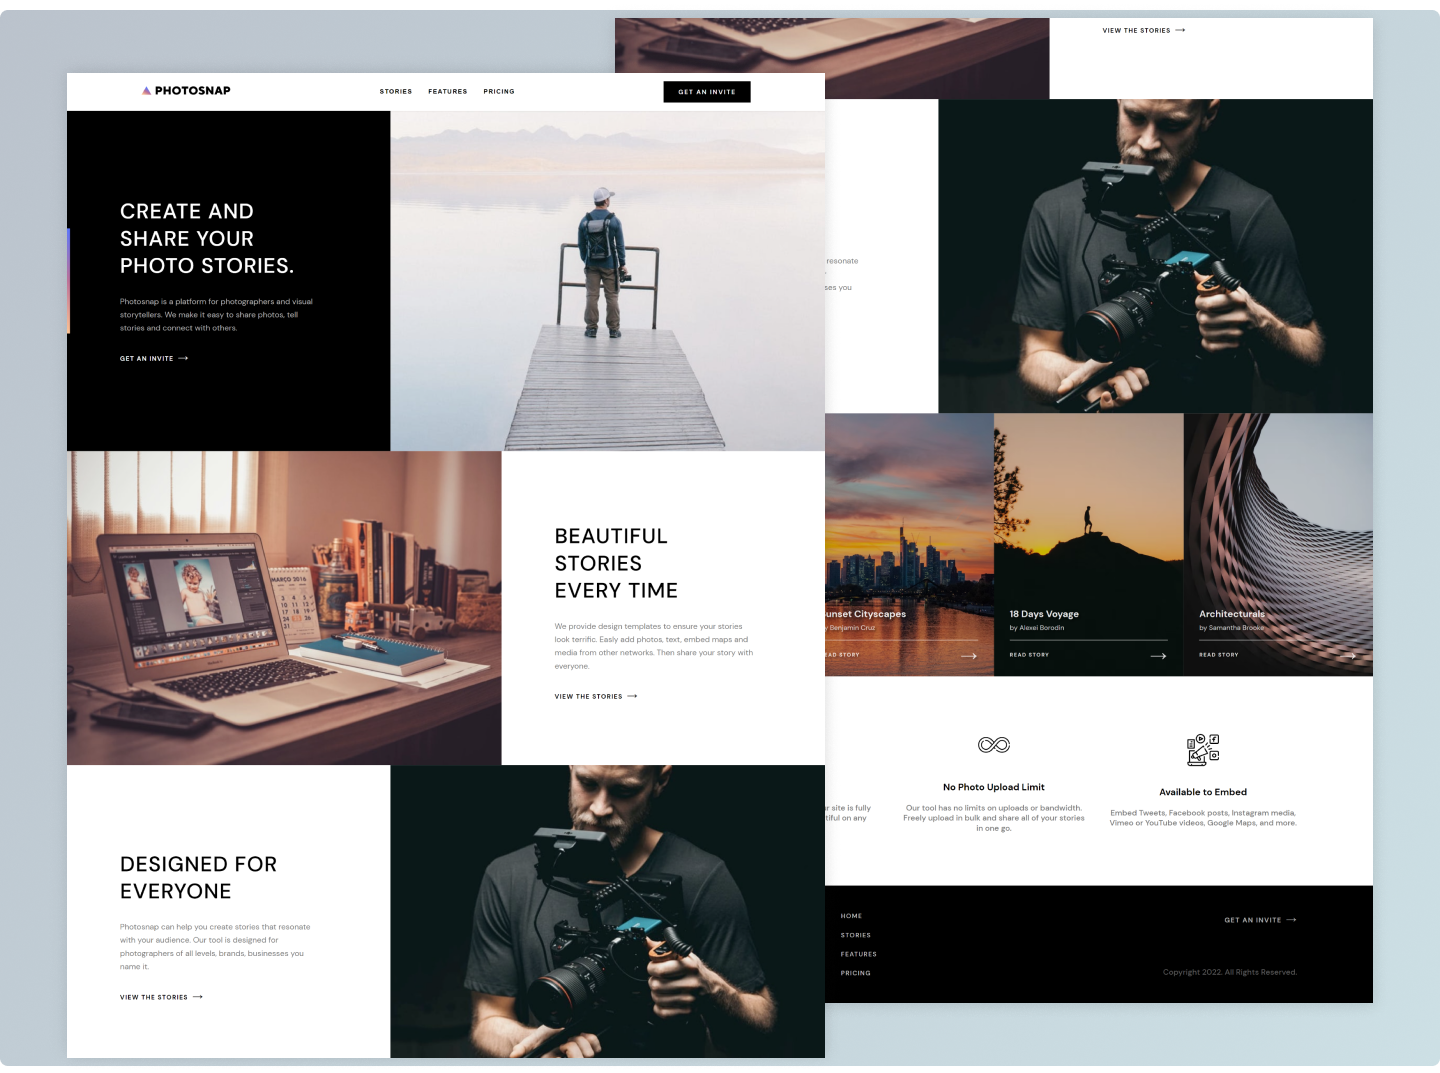 PHOTOSNAP
STORIES FEATURES PRICING
GET AN INVITE
CREATE AND
SHARE YOUR
PHOTO STORIES.
Photosnap is a platform for photographers and visual
storytellers. We make it easy to share photos, tell
stories and connect with others.
GET AN INVITE
MARÇO 2016
BEAUTIFUL
STORIES
EVERY TIME
We provide design templates to ensure your stories
look terrific. Easly add photos, text, embed maps and
media from other networks. Then share your story with
everyone.
VIEW THE STORIES
DESIGNED FOR
EVERYONE
Photosnap can help you create stories that resonate
with your audience. Our tool is designed for
photographers of all levels, brands, businesses you
name it.
VIEW THE STORIES
VIEW THE STORIES
resonate
ses you
unset Cityscapes
y Benjamin Cruz
EAD STORY
18 Days Voyage
by Alexei Borodin
READ STORY
Architecturals
by Samantha Brooke
READ STORY
r site is fully
tiful on any
No Photo Upload Limit
Our tool has no limits on uploads or bandwidth.
Freely upload in bulk and share all of your stories
in one go.
Available to Embed
Embed Tweets, Facebook posts, Instagram media,
Vimeo or YouTube videos, Google Maps, and more.
HOME
STORIES
FEATURES
PRICING
GET AN INVITE
Copyright 2022. All Rights Reserved.